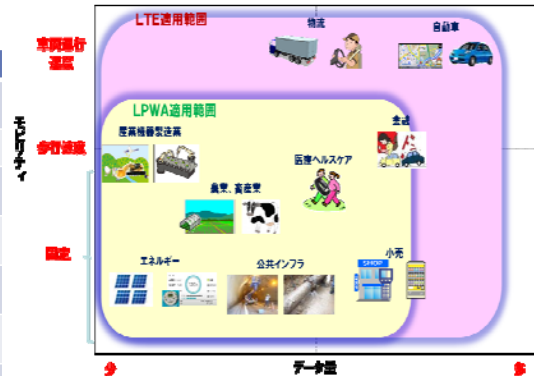 LTE適用範囲
物流
自動車
車両走行
速度
LPWA適用範囲
金融
モビリティ
産業機器製造業
歩行速度
医療ヘルスケア
農業、畜産業
固定
エネルギー
公共インフラ
小売
SHOP
少
データ量
多